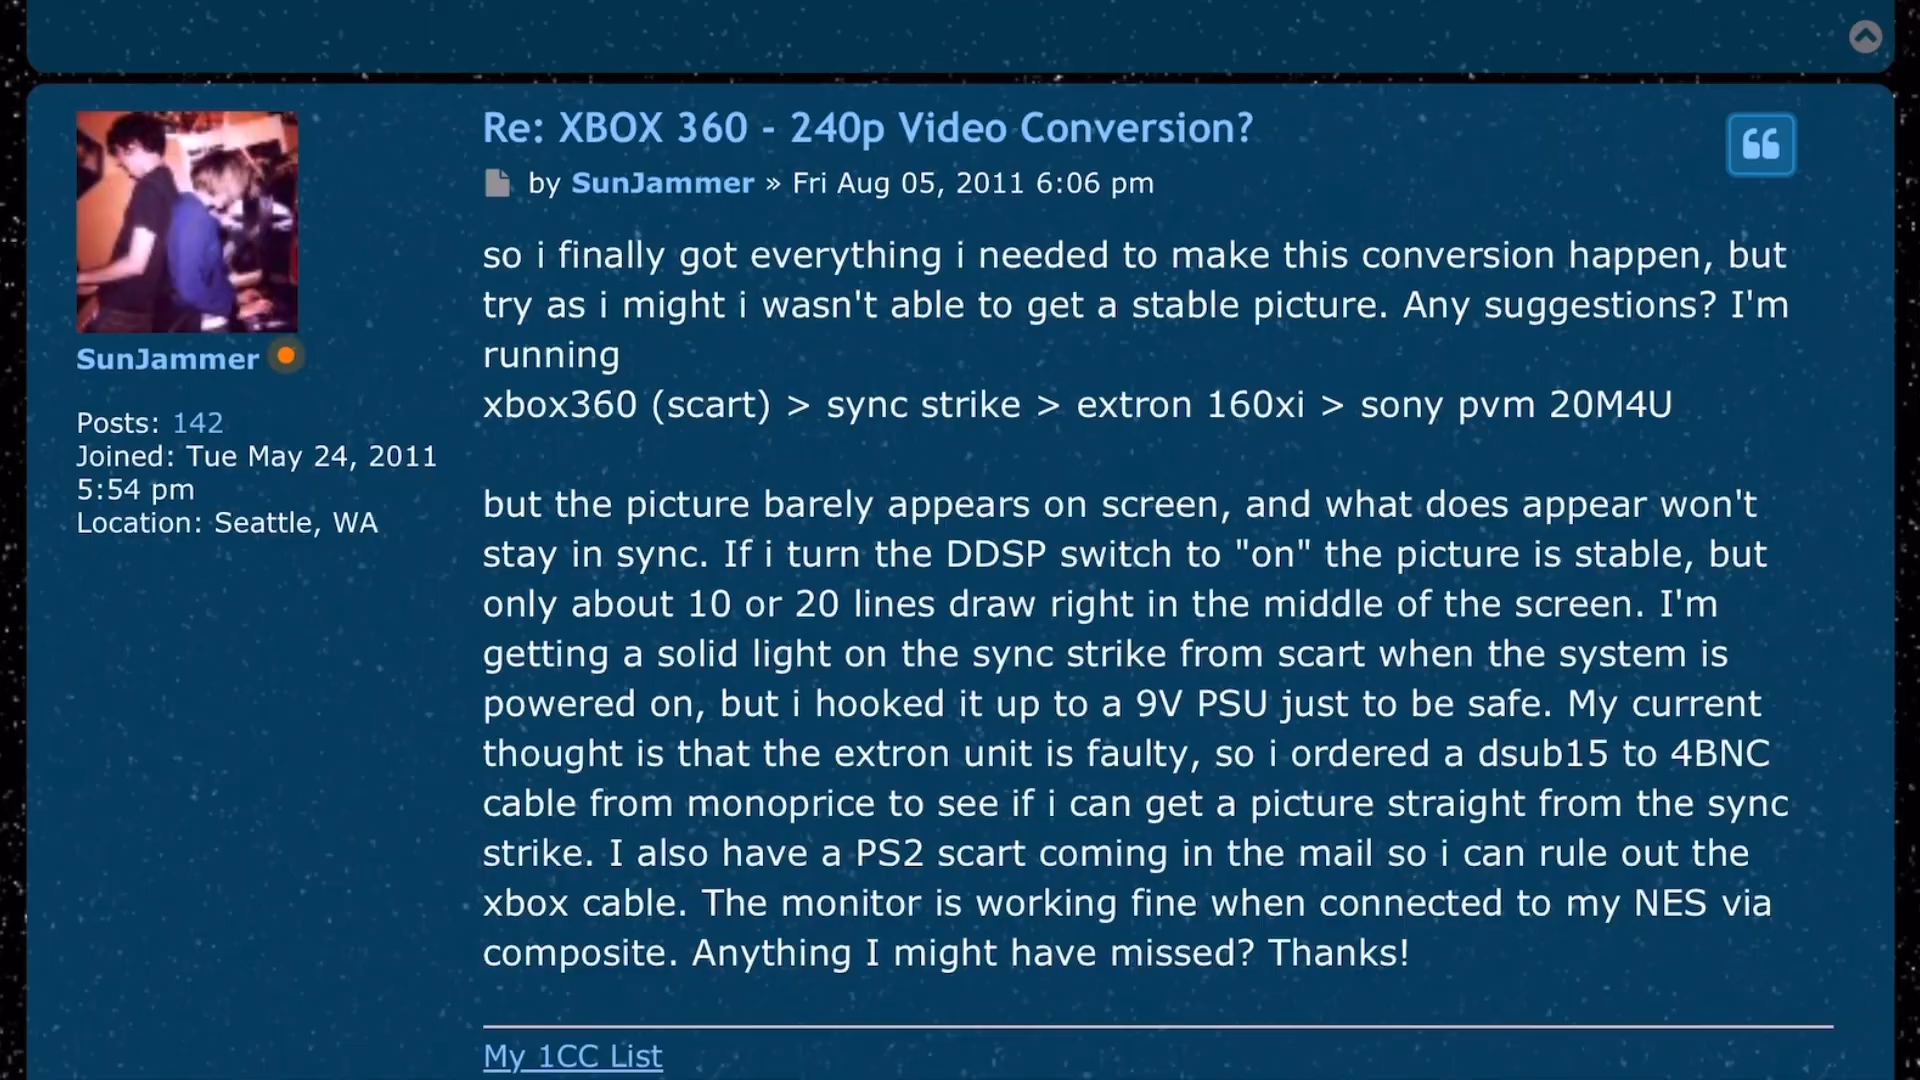 Re: XBOX 360 - 240p Video Conversion?
by SunJammer » Fri Aug 05, 2011 6:06 pm
SunJammer
Posts: 142
Joined: Tue May 24, 2011
5:54 pm
Location: Seattle, WA
so i finally got everything i needed to make this conversion happen, but
try as i might i wasn't able to get a stable picture. Any suggestions? I'm
running
xbox360 (scart) > sync strike > extron 160xi > sony pvm 20M4U
but the picture barely appears on screen, and what does appear won't
stay in sync. If i turn the DDSP switch to "on" the picture is stable, but
only about 10 or 20 lines draw right in the middle of the screen. I'm
getting a solid light on the sync strike from scart when the system is
powered on, but i hooked it up to a 9V PSU just to be safe. My current
thought is that the extron unit is faulty, so i ordered a dsub15 to 4BNC
cable from monoprice to see if i can get a picture straight from the sync
strike. I also have a PS2 scart coming in the mail so i can rule out the
xbox cable. The monitor is working fine when connected to my NES via
composite. Anything I might have missed? Thanks!
My 1CC List